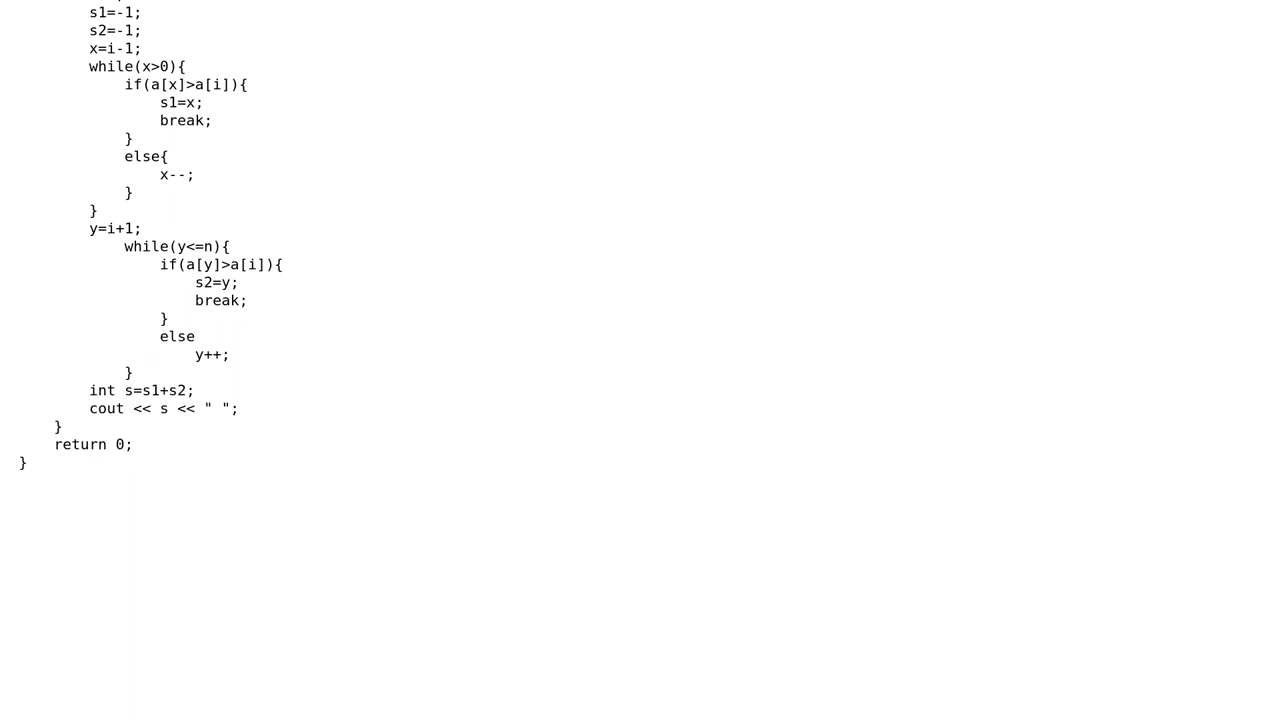 s1=-1;
s2=-1;
x=i-1;
while(x>0){
if(a[x]>a[i]){
s1=x;
break;
}
else{
x--;
}
}
y=i+1;
while(y<=n){
if(a[y]>a[i]){
s2=y;
break;
}
else
y++;
}
int s=s1+s2;
cout << s << " ";
}
return 0;
}